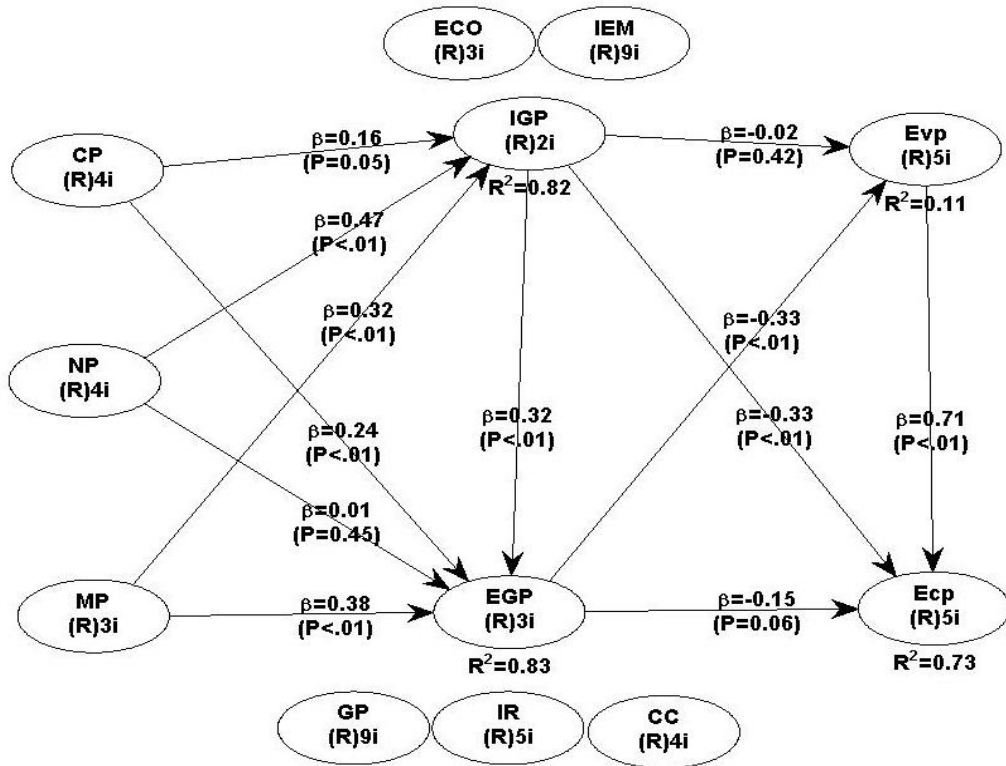 ECO
(R)3i
IEM
(R)9i
IGP
(R)2i
R²=0.82
CP
(R)4i
Evp
(R)5i
R²=0.11
β=0.16
(P=0.05)
β=-0.02
(P=0.42)
β=0.47
(P<.01)
β=0.32
(P<.01)
β=-0.33
(P<.01)
NP
(R)4i
β=0.24
(P<.01)
β=0.32
(P<.01)
β=-0.33
(P<.01)
β=0.71
(P<.01)
β=0.01
(P=0.45)
MP
(R)3i
β=0.38
(P<.01)
EGP
(R)3i
R²=0.83
β=-0.15
(P=0.06)
Ecp
(R)5i
R²=0.73
GP
(R)9i
IR
(R)5i
CC
(R)4i